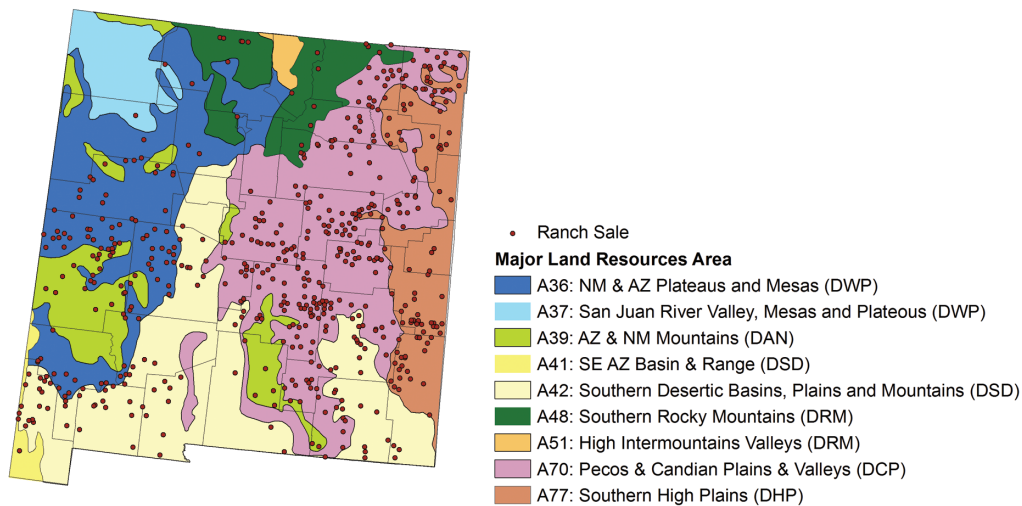 Ranch Sale
Major Land Resources Area
A36: NM & AZ Plateaus and Mesas (DWP)
A37: San Juan River Valley, Mesas and Plateous (DWP)
A39: AZ & NM Mountains (DAN)
A41: SE AZ Basin & Range (DSD)
A42: Southern Desertic Basins, Plains and Mountains (DSD)
A48: Southern Rocky Mountains (DRM)
A51: High Intermountains Valleys (DRM)
A70: Pecos & Candian Plains & Valleys (DCP)
A77: Southern High Plains (DHP)